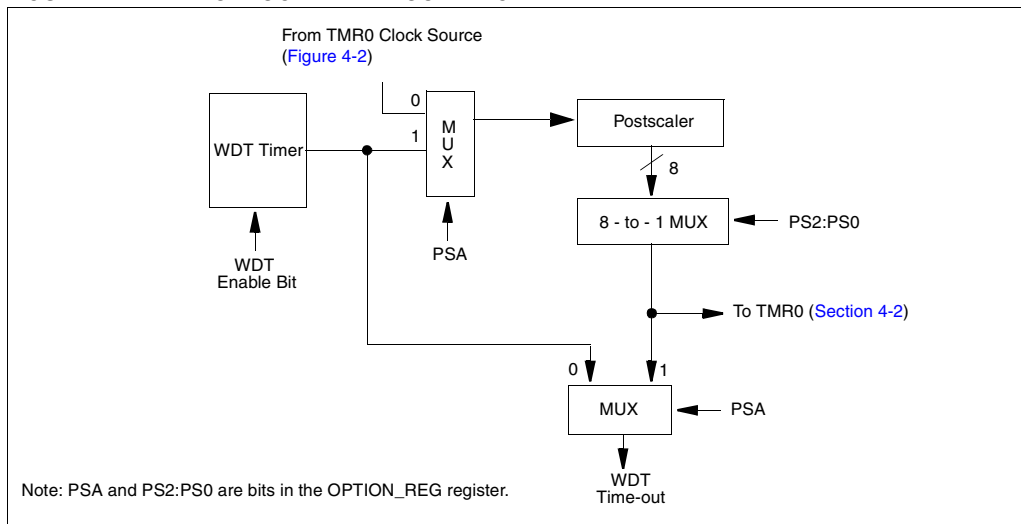 From TMR0 Clock Source
(Figure 4-2)
0
1
M
U
X
WDT Timer
Postscaler
8
8 - to - 1 MUX
PS2:PS0
PSA
WDT
Enable Bit
To TMR0 (Section 4-2)
0
1
MUX
PSA
WDT
Time-out
Note: PSA and PS2:PS0 are bits in the OPTION_REG register.